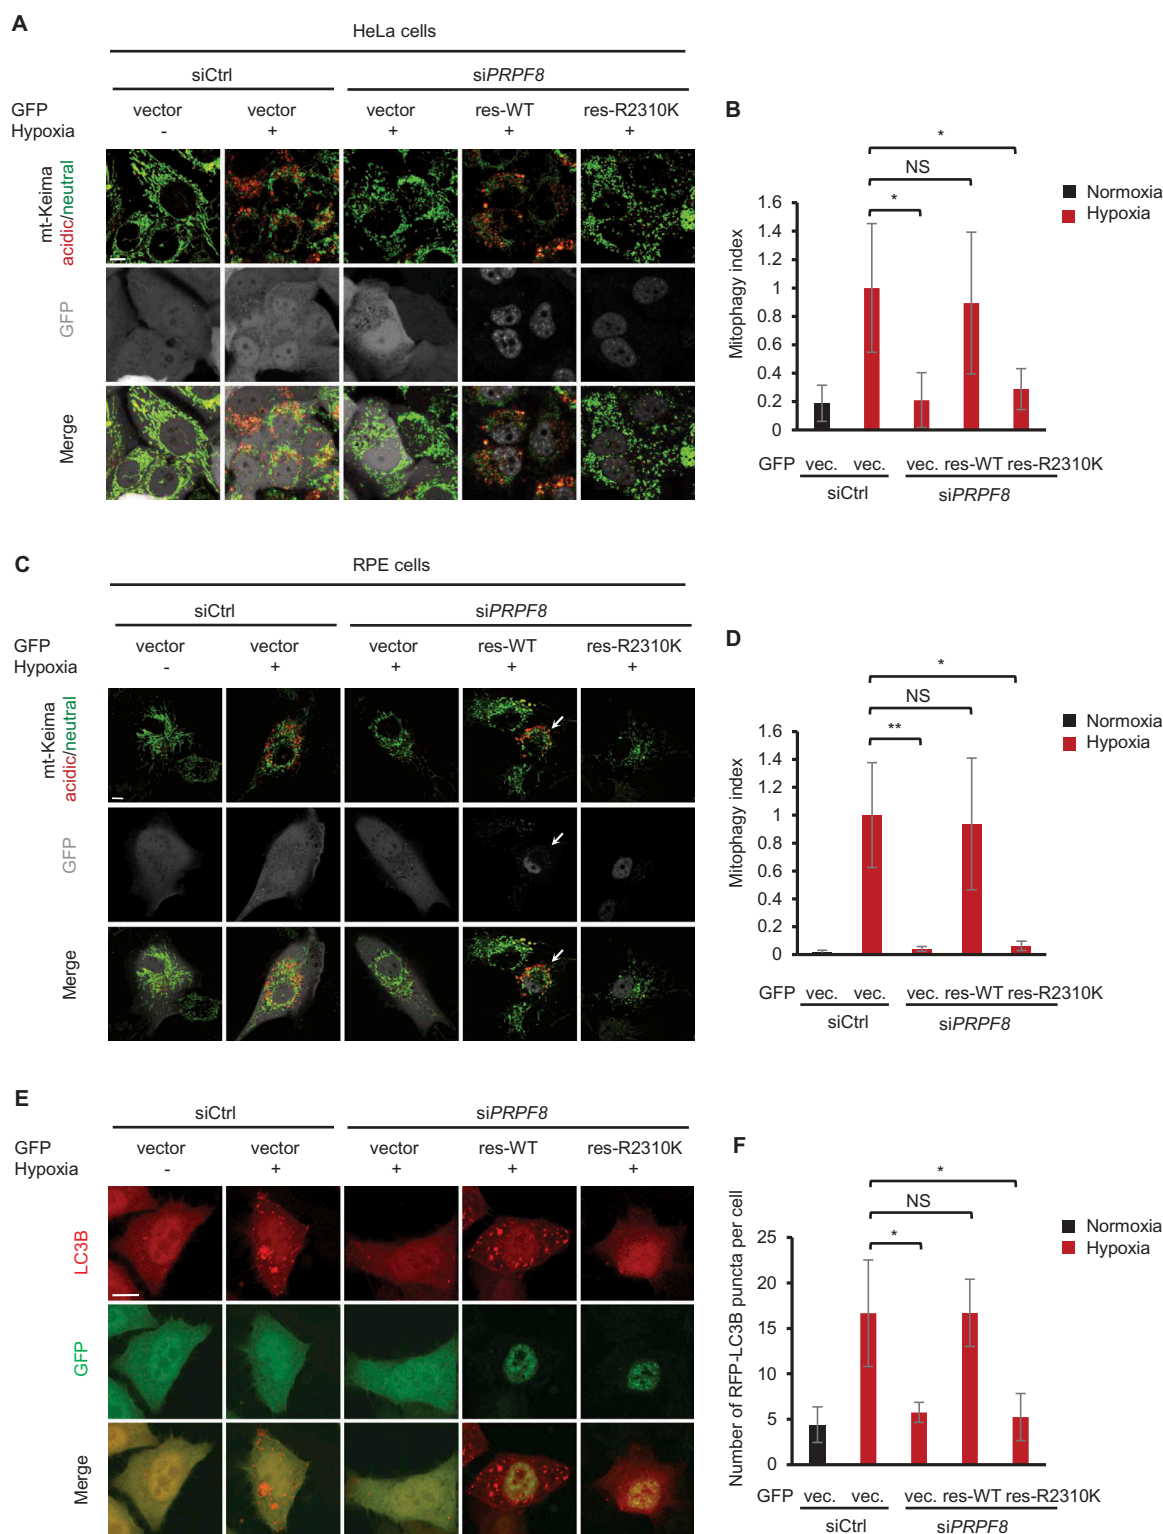 A
HeLa cells
siCtrl siPRPF8
GFP vector vector vector res-WT res-R2310K
Hypoxia - + + + +
mt-Keima
acidic/neutral
GFP
Merge
B
*
NS
*
Normoxia
Hypoxia
Mitophagy index
1.6
1.4
1.2
1
0.8
0.6
0.4
0.2
0
GFP vec. vec. vec. res-WT res-R2310K
siCtrl siPRPF8
C
RPE cells
siCtrl siPRPF8
GFP vector vector vector res-WT res-R2310K
Hypoxia - + + + +
mt-Keima
acidic/neutral
GFP
Merge
D
*
NS
**
Normoxia
Hypoxia
Mitophagy index
1.6
1.4
1.2
1
0.8
0.6
0.4
0.2
0
GFP vec. vec. vec. res-WT res-R2310K
siCtrl siPRPF8
E
siCtrl siPRPF8
GFP vector vector vector res-WT res-R2310K
Hypoxia - + + + +
LC3B
GFP
Merge
F
*
NS
*
Normoxia
Hypoxia
Number of RFP-LC3B puncta per cell
25
20
15
10
5
0
GFP vec. vec. vec. res-WT res-R2310K
siCtrl siPRPF8